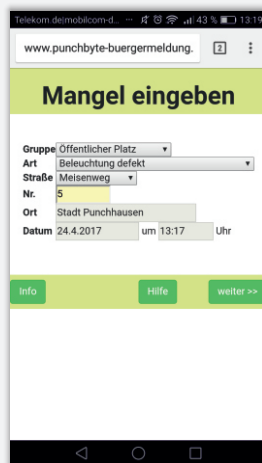 Telekom.de|mobilcom-d... ··· 43 % 13:19
www.punchbyte-buergermeldung. 2
Mangel eingeben
Gruppe Öffentlicher Platz
Art Beleuchtung defekt
Straße Meisenweg
Nr. 5
Ort Stadt Punchhausen
Datum 24.4.2017 um 13:17 Uhr
Info Hilfe weiter >>